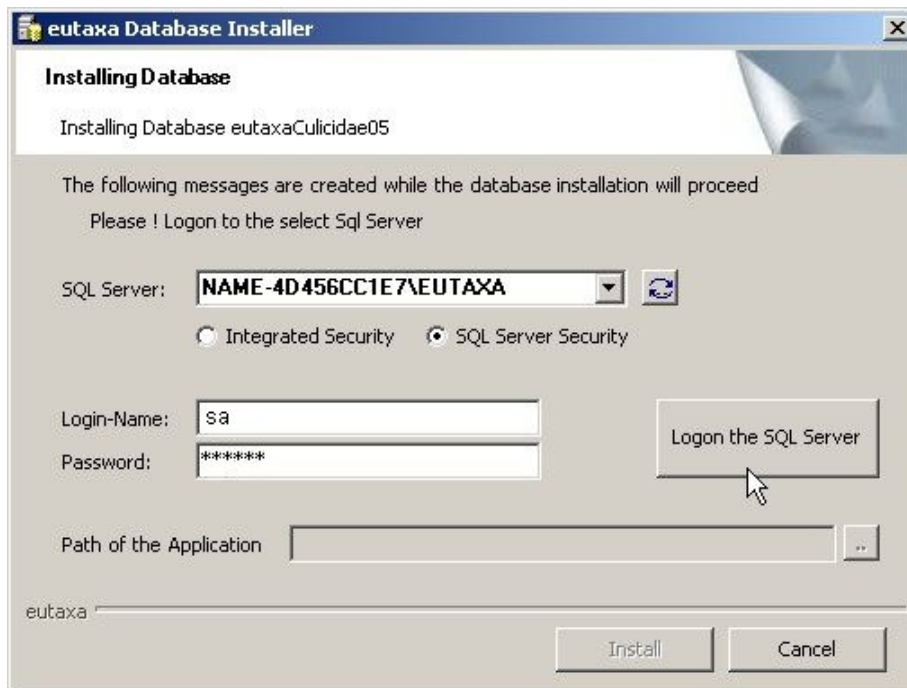 eutaxa Database Installer
Installing Database
Installing Database eutaxaCulicidae05
The following messages are created while the database installation will proceed
Please ! Logon to the select Sql Server
SQL Server: NAME-4D456CC1E7\EUTAXA
Integrated Security SQL Server Security
Login-Name: sa
Logon the SQL Server
Password: ******
Path of the Application ..
eutaxa
Install Cancel